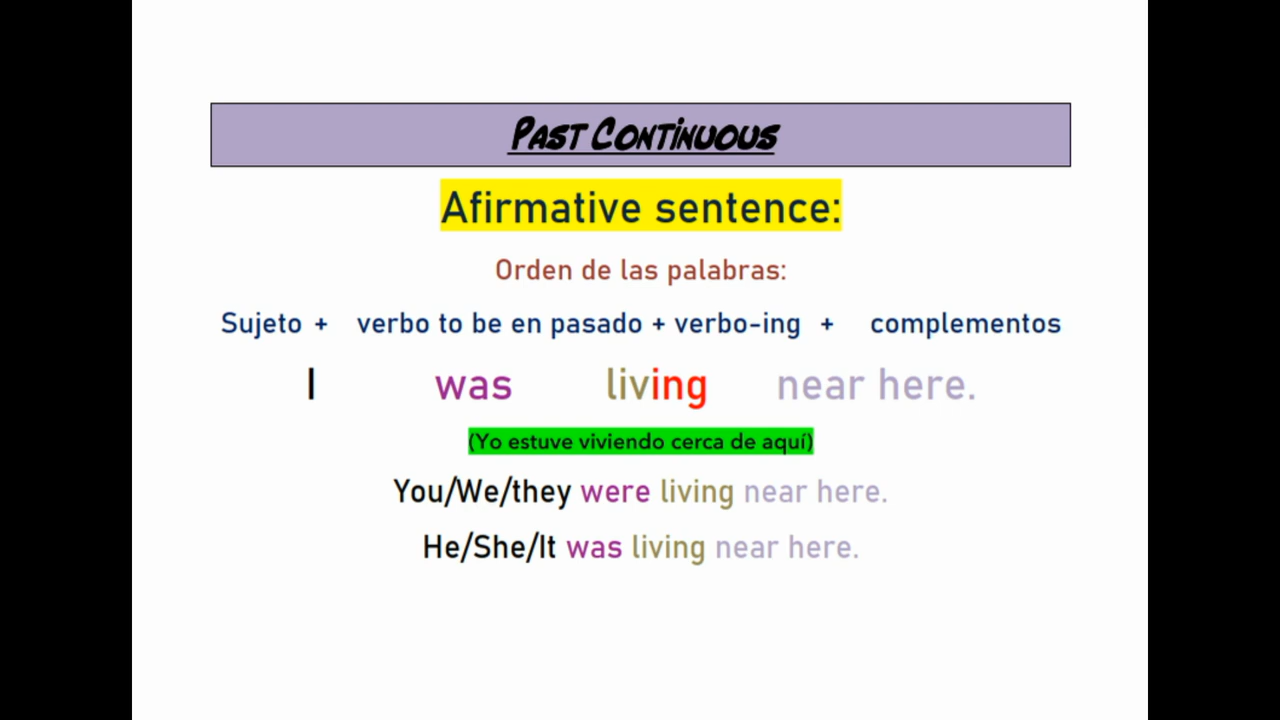 Past Continuous
Afirmative sentence:
Orden de las palabras:
Sujeto + verbo to be en pasado + verbo-ing + complementos
I was living near here.
(Yo estuve viviendo cerca de aquí)
You/We/they were living near here.
He/She/It was living near here.